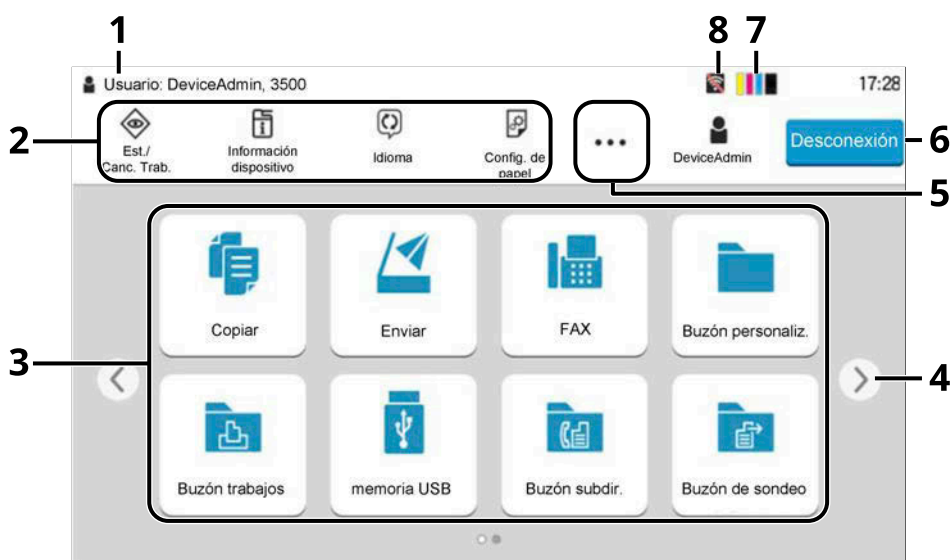 1
8 7
Usuario: DeviceAdmin, 3500
17:28
2
Est./
Canc. Trab.
Información
dispositivo
Idioma
Config. de
papel
DeviceAdmin
Desconexión
6
5
Copiar
Enviar
FAX
Buzón personaliz.
3
4
Buzón trabajos
memoria USB
Buzón subdir.
Buzón de sondeo